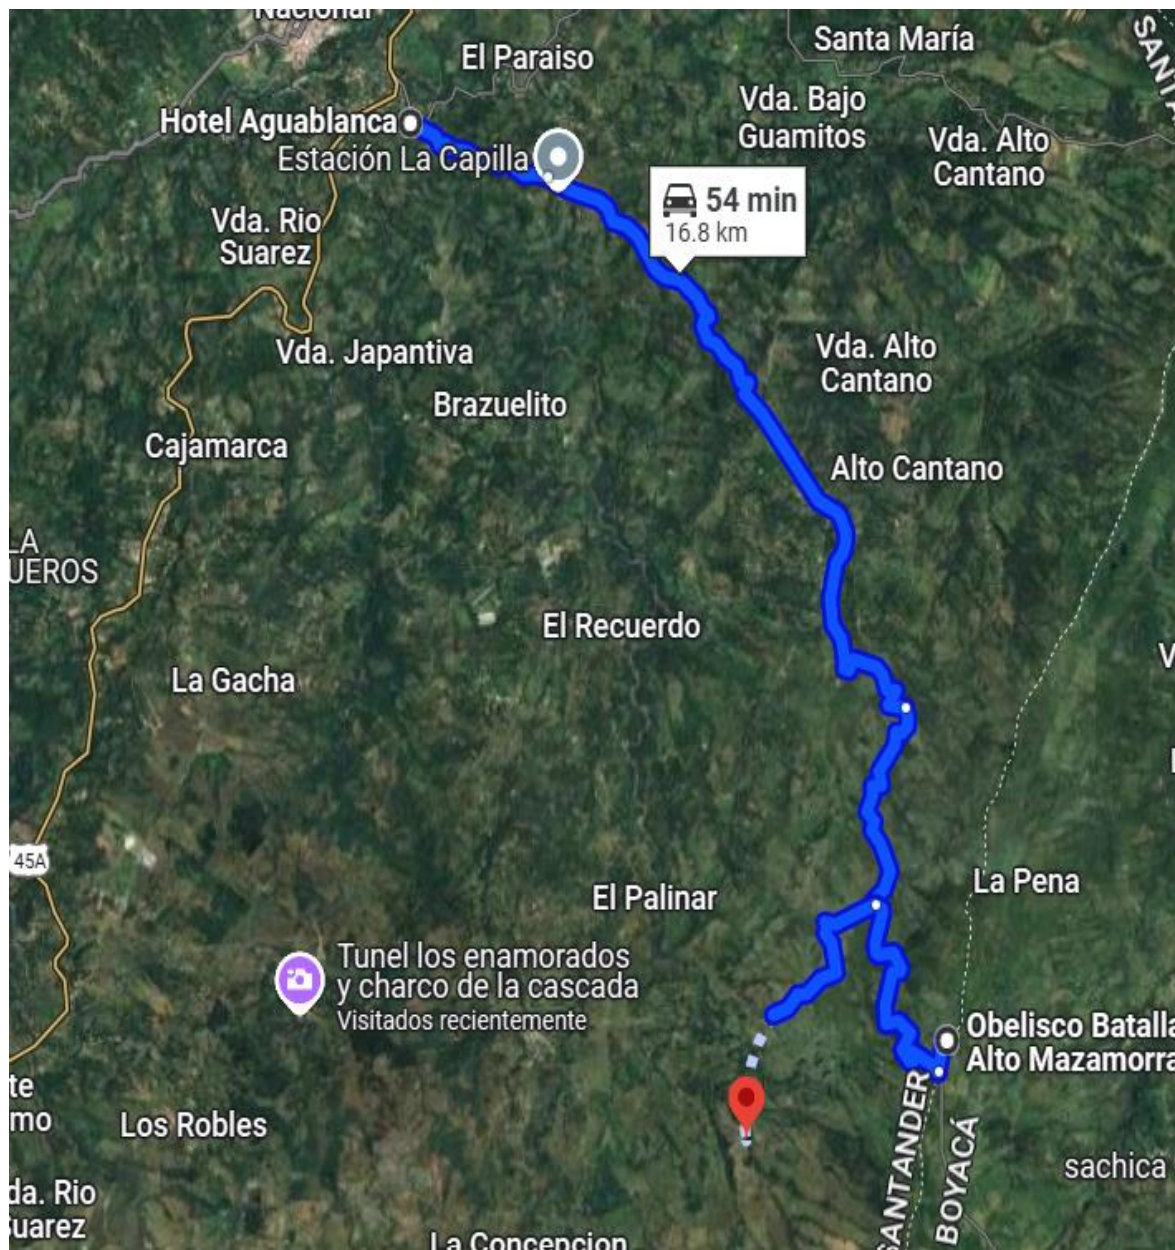 Nacional
El Paraiso
Santa María
Hotel Aguablanca
Estación La Capilla
Vda. Bajo
Guamitos
Vda. Alto
Cantano
54 min
16.8 km
Vda. Rio
Suarez
Vda. Japantiva
Vda. Alto
Cantano
Brazuelito
Cajamarca
Alto Cantano
LA
UEROS
El Recuerdo
La Gacha
45A
La Pena
El Palinar
Tunel los enamorados
y charco de la cascada
Visitados recientemente
Obelisco Batalla
Alto Mazamorra
te
mo
Los Robles
SANTANDER
BOYACÁ
sachica
da. Rio
Suarez
La Concepcion